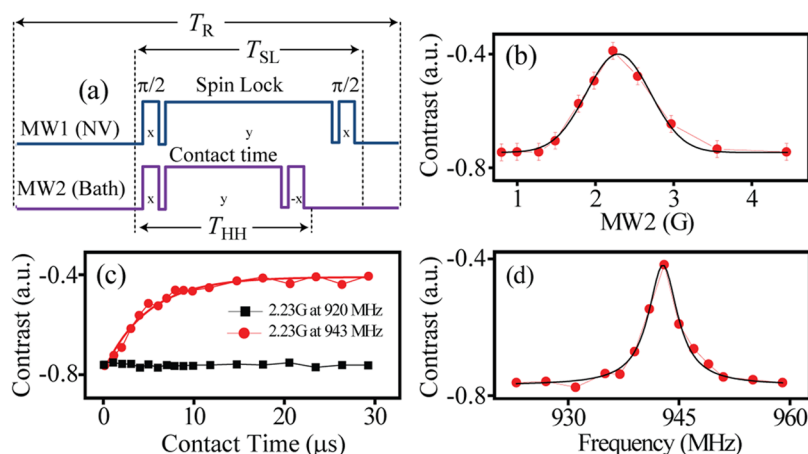 T_R
T_SL
(a)
π/2 Spin Lock π/2
MW1 (NV)
x y x
Contact time
MW2 (Bath)
x y -x
T_HH
(b)
Contrast (a.u.)
-0.4
-0.8
1 2 3 4
MW2 (G)
(c)
Contrast (a.u.)
-0.4
-0.8
2.23G at 920 MHz
2.23G at 943 MHz
0 10 20 30
Contact Time (μs)
(d)
Contrast (a.u.)
-0.4
-0.8
930 945 960
Frequency (MHz)